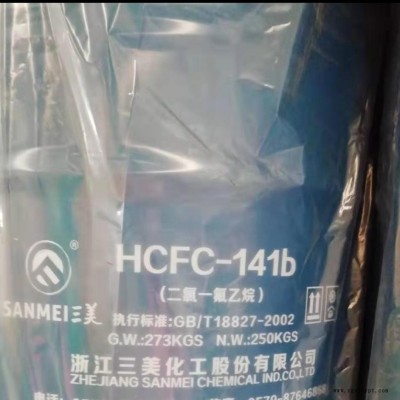 HCFC-141b
(二氯一氟乙烷)
SANMEI三美®
执行标准:GB/T18827-2002
G.W.:273KGS N.W.:250KGS
浙江三美化工股份有限公司
ZHEJIANG SANMEI CHEMICAL IND.CO.,LTD
电话: